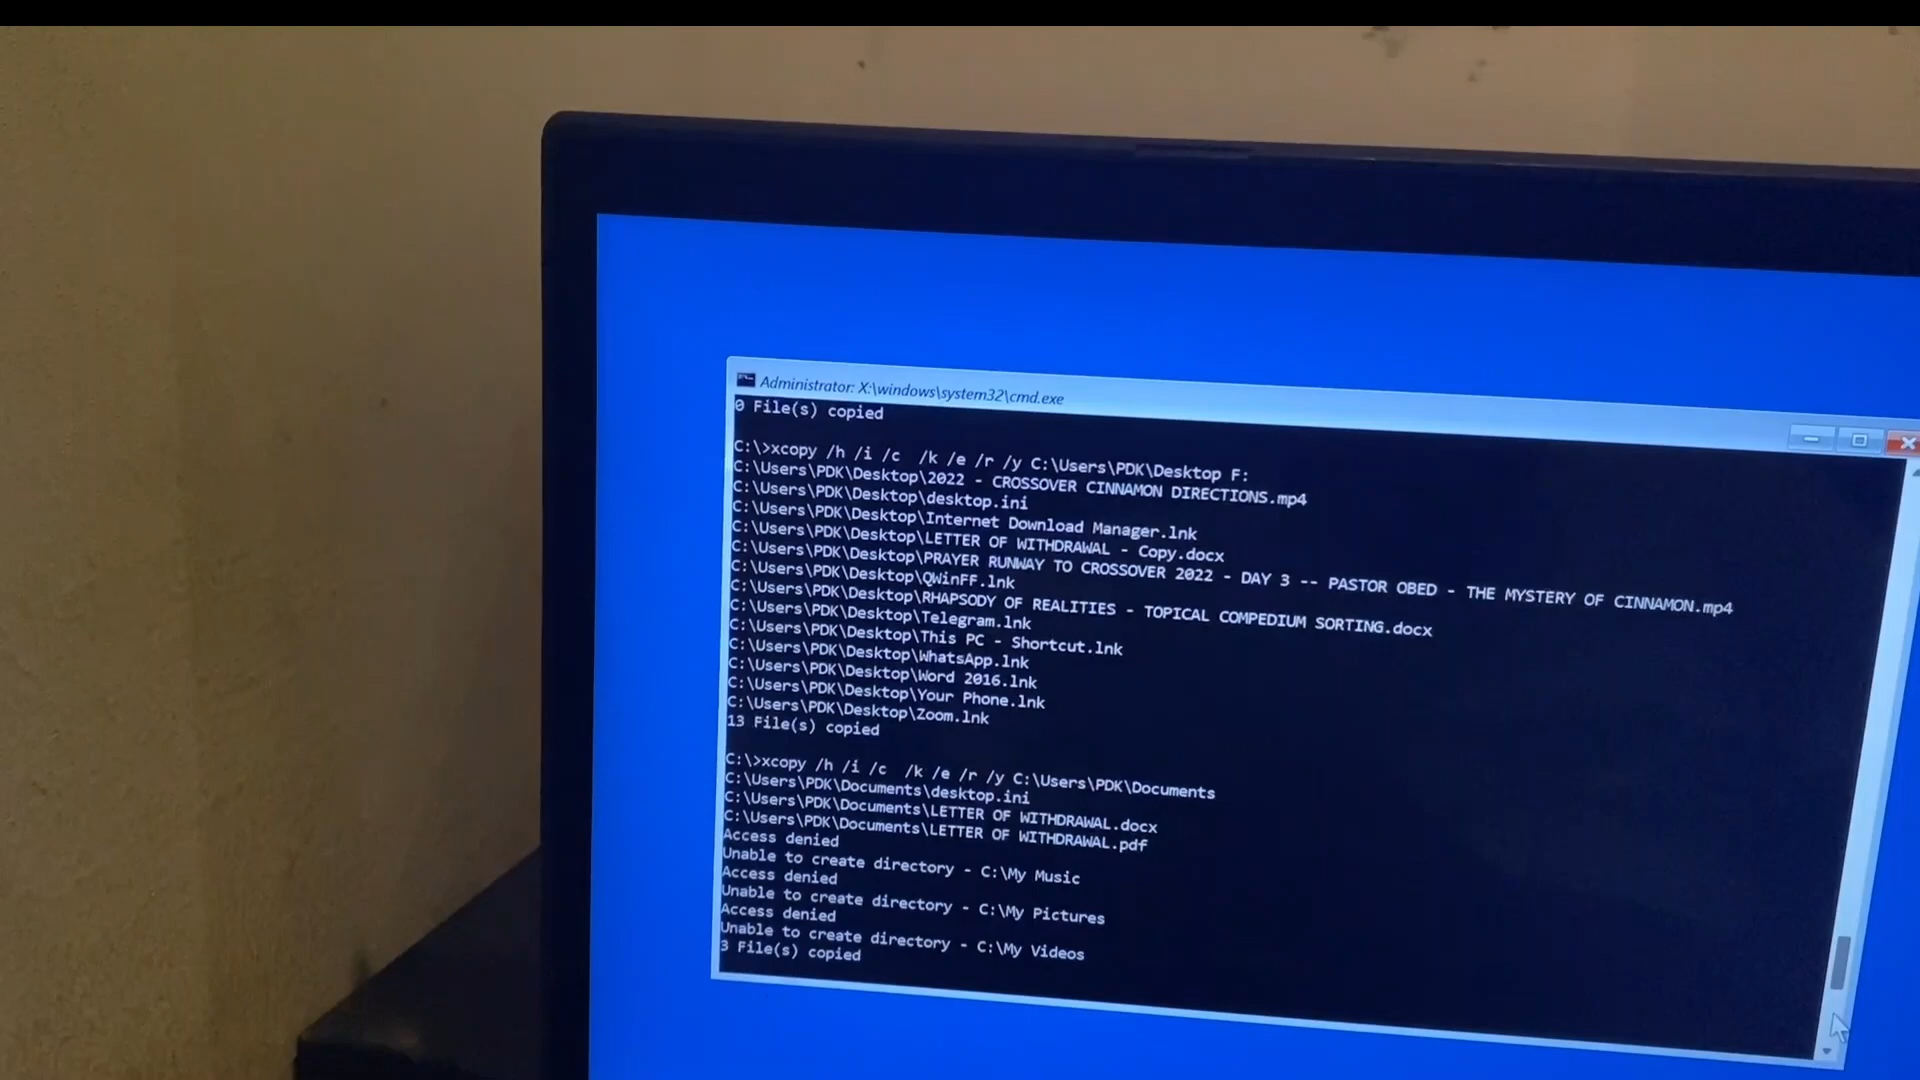 Administrator: X:\windows\system32\cmd.exe
0 File(s) copied
C:\>xcopy /h /i /c  /k /e /r /y C:\Users\PDK\Desktop F:
C:\Users\PDK\Desktop\2022 - CROSSOVER CINNAMON DIRECTIONS.mp4
C:\Users\PDK\Desktop\desktop.ini
C:\Users\PDK\Desktop\Internet Download Manager.lnk
C:\Users\PDK\Desktop\LETTER OF WITHDRAWAL - Copy.docx
C:\Users\PDK\Desktop\PRAYER RUNWAY TO CROSSOVER 2022 - DAY 3 -- PASTOR OBED - THE MYSTERY OF CINNAMON.mp4
C:\Users\PDK\Desktop\QWinFF.lnk
C:\Users\PDK\Desktop\RHAPSODY OF REALITIES - TOPICAL COMPEDIUM SORTING.docx
C:\Users\PDK\Desktop\Telegram.lnk
C:\Users\PDK\Desktop\This PC - Shortcut.lnk
C:\Users\PDK\Desktop\WhatsApp.lnk
C:\Users\PDK\Desktop\Word 2016.lnk
C:\Users\PDK\Desktop\Your Phone.lnk
C:\Users\PDK\Desktop\Zoom.lnk
13 File(s) copied
C:\>xcopy /h /i /c  /k /e /r /y C:\Users\PDK\Documents
C:\Users\PDK\Documents\desktop.ini
C:\Users\PDK\Documents\LETTER OF WITHDRAWAL.docx
C:\Users\PDK\Documents\LETTER OF WITHDRAWAL.pdf
Access denied
Unable to create directory - C:\My Music
Access denied
Unable to create directory - C:\My Pictures
Access denied
Unable to create directory - C:\My Videos
3 File(s) copied